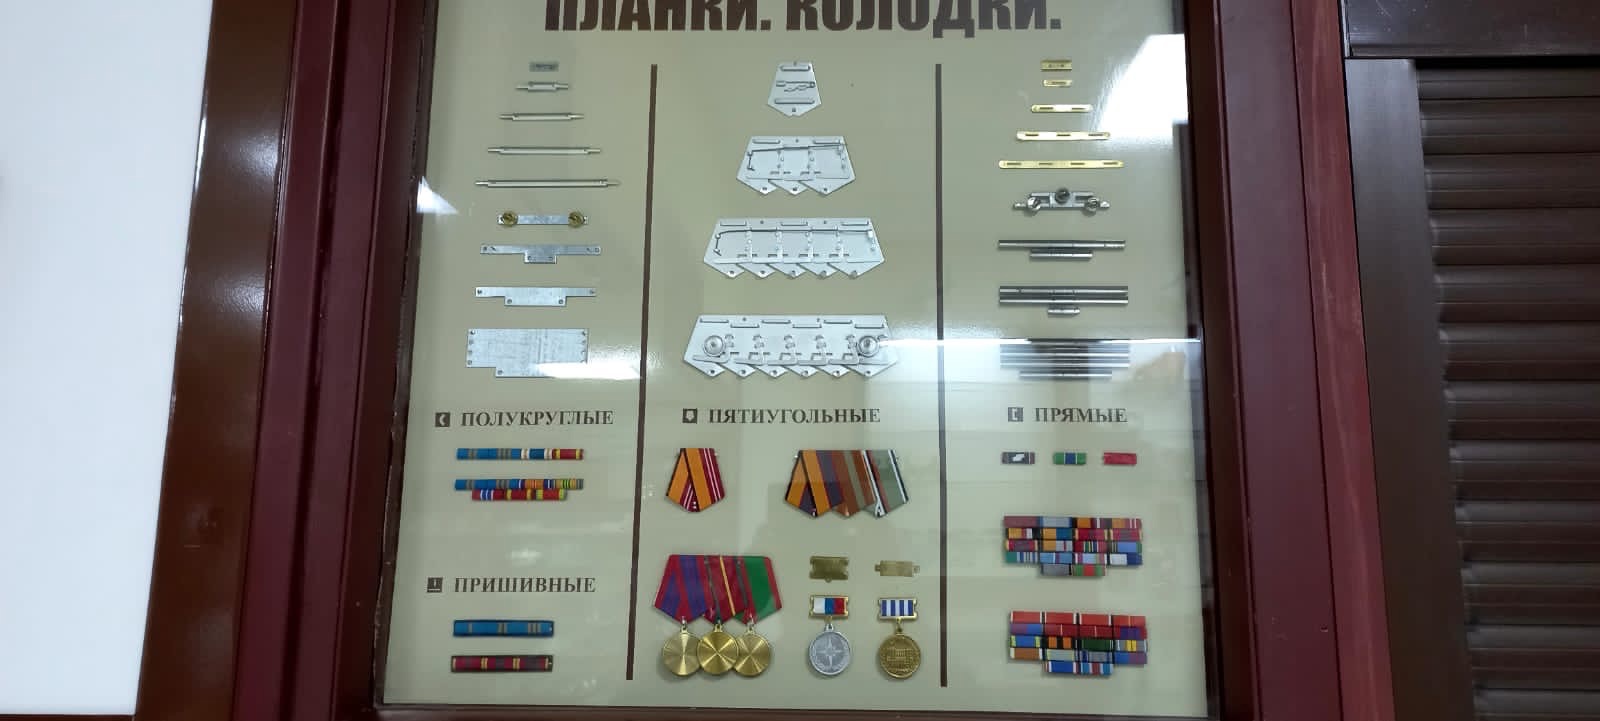 ПЛАНКИ. КОЛОДКИ.
ПОЛУКРУГЛЫЕ
ПЯТИУГОЛЬНЫЕ
ПРЯМЫЕ
ПРИШИВНЫЕ